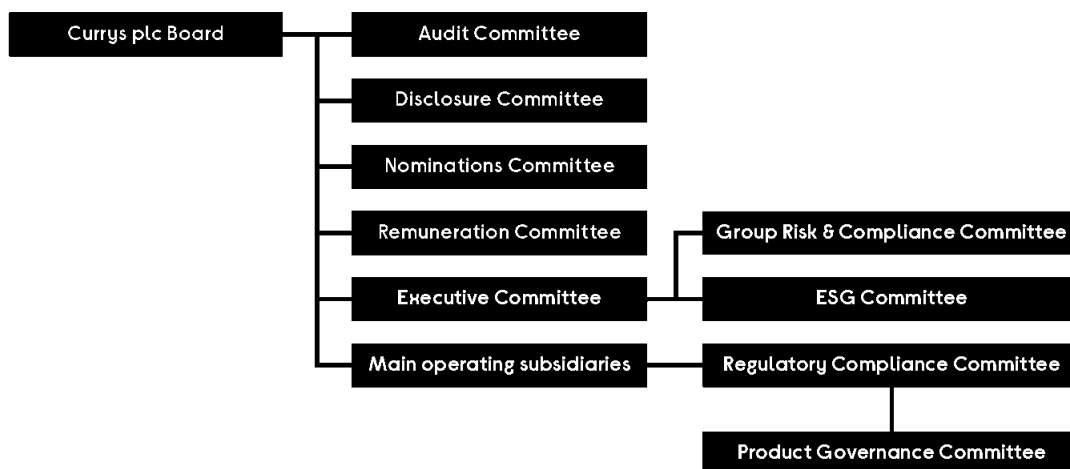 Currys plc Board
Audit Committee
Disclosure Committee
Nominations Committee
Remuneration Committee
Group Risk & Compliance Committee
Executive Committee
ESG Committee
Main operating subsidiaries
Regulatory Compliance Committee
Product Governance Committee